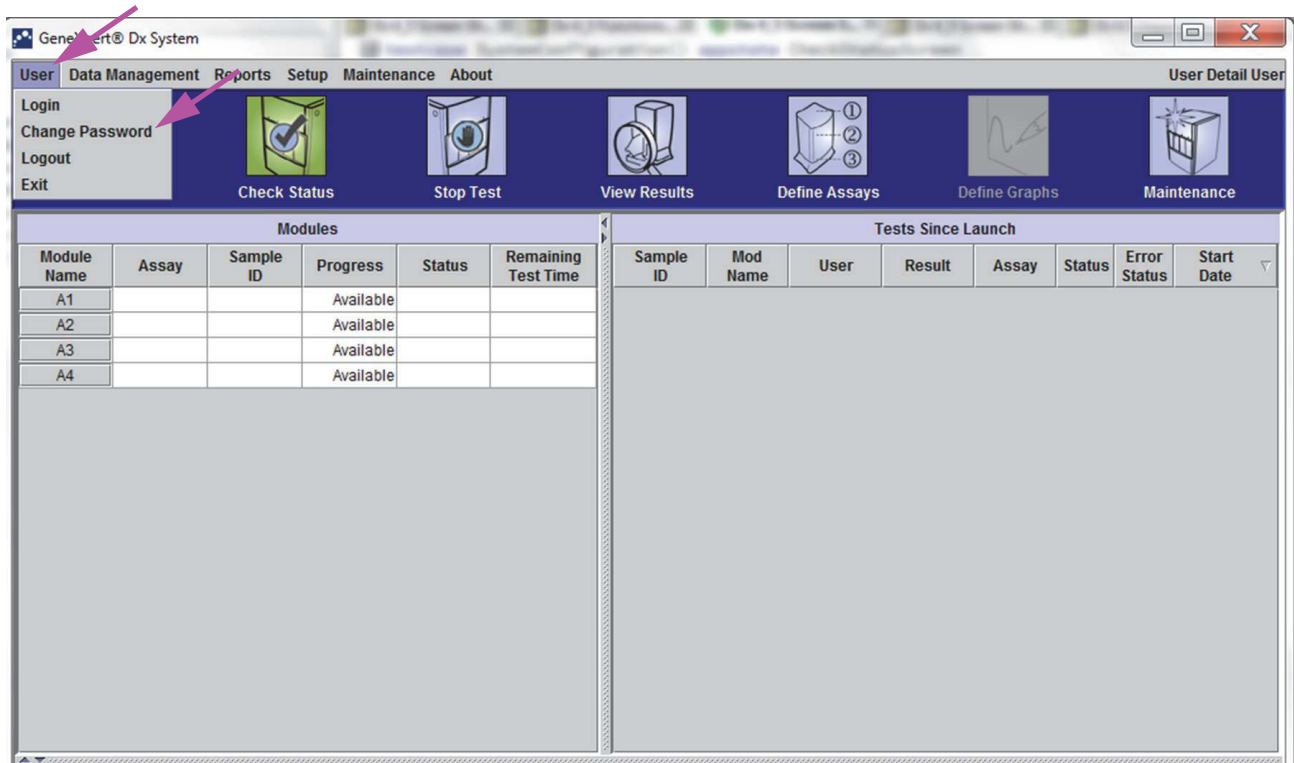 GeneXpert® Dx System
User Data Management Reports Setup Maintenance About User Detail User
Login
Change Password
Logout
Exit
Check Status Stop Test View Results Define Assays Define Graphs Maintenance
① ② ③
Modules
Module Name Assay Sample ID Progress Status Remaining Test Time
A1 Available
A2 Available
A3 Available
A4 Available
Tests Since Launch
Sample ID Mod Name User Result Assay Status Error Status Start Date